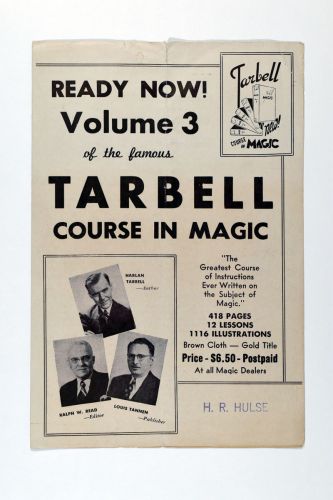 READY NOW!
Volume 3
of the famous
TARBELL
COURSE IN MAGIC
Tarbell
COURSE IN MAGIC
"The
Greatest Course
of Instructions
Ever Written on
the Subject of
Magic."
418 PAGES
12 LESSONS
1116 ILLUSTRATIONS
Brown Cloth — Gold Title
Price - $6.50 - Postpaid
At all Magic Dealers
HARLAN
TARBELL
—Author
RALPH W. READ
—Editor
LOUIS TANNEN
—Publisher
H. R. HULSE